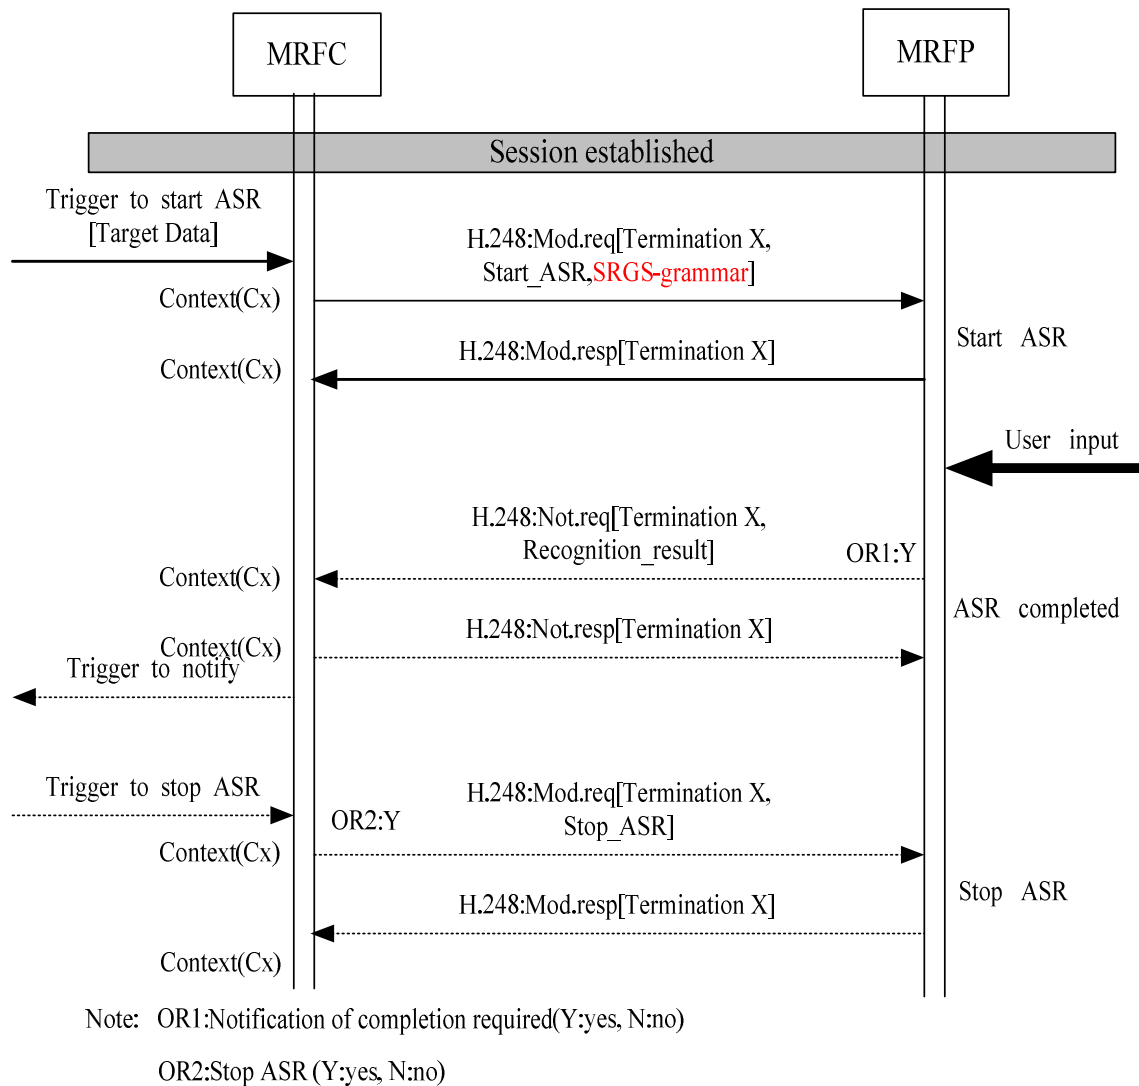 MRFC
MRFP
Session established
Trigger to start ASR
[Target Data]
H.248:Mod.req[Termination X,
Start_ASR,SRGS-grammar]
Context(Cx)
Start ASR
H.248:Mod.resp[Termination X]
Context(Cx)
User input
H.248:Not.req[Termination X,
Recognition_result]
OR1:Y
Context(Cx)
ASR completed
H.248:Not.resp[Termination X]
Context(Cx)
Trigger to notify
Trigger to stop ASR
H.248:Mod.req[Termination X,
Stop_ASR]
OR2:Y
Context(Cx)
Stop ASR
H.248:Mod.resp[Termination X]
Context(Cx)
Note: OR1:Notification of completion required(Y:yes, N:no)
OR2:Stop ASR (Y:yes, N:no)